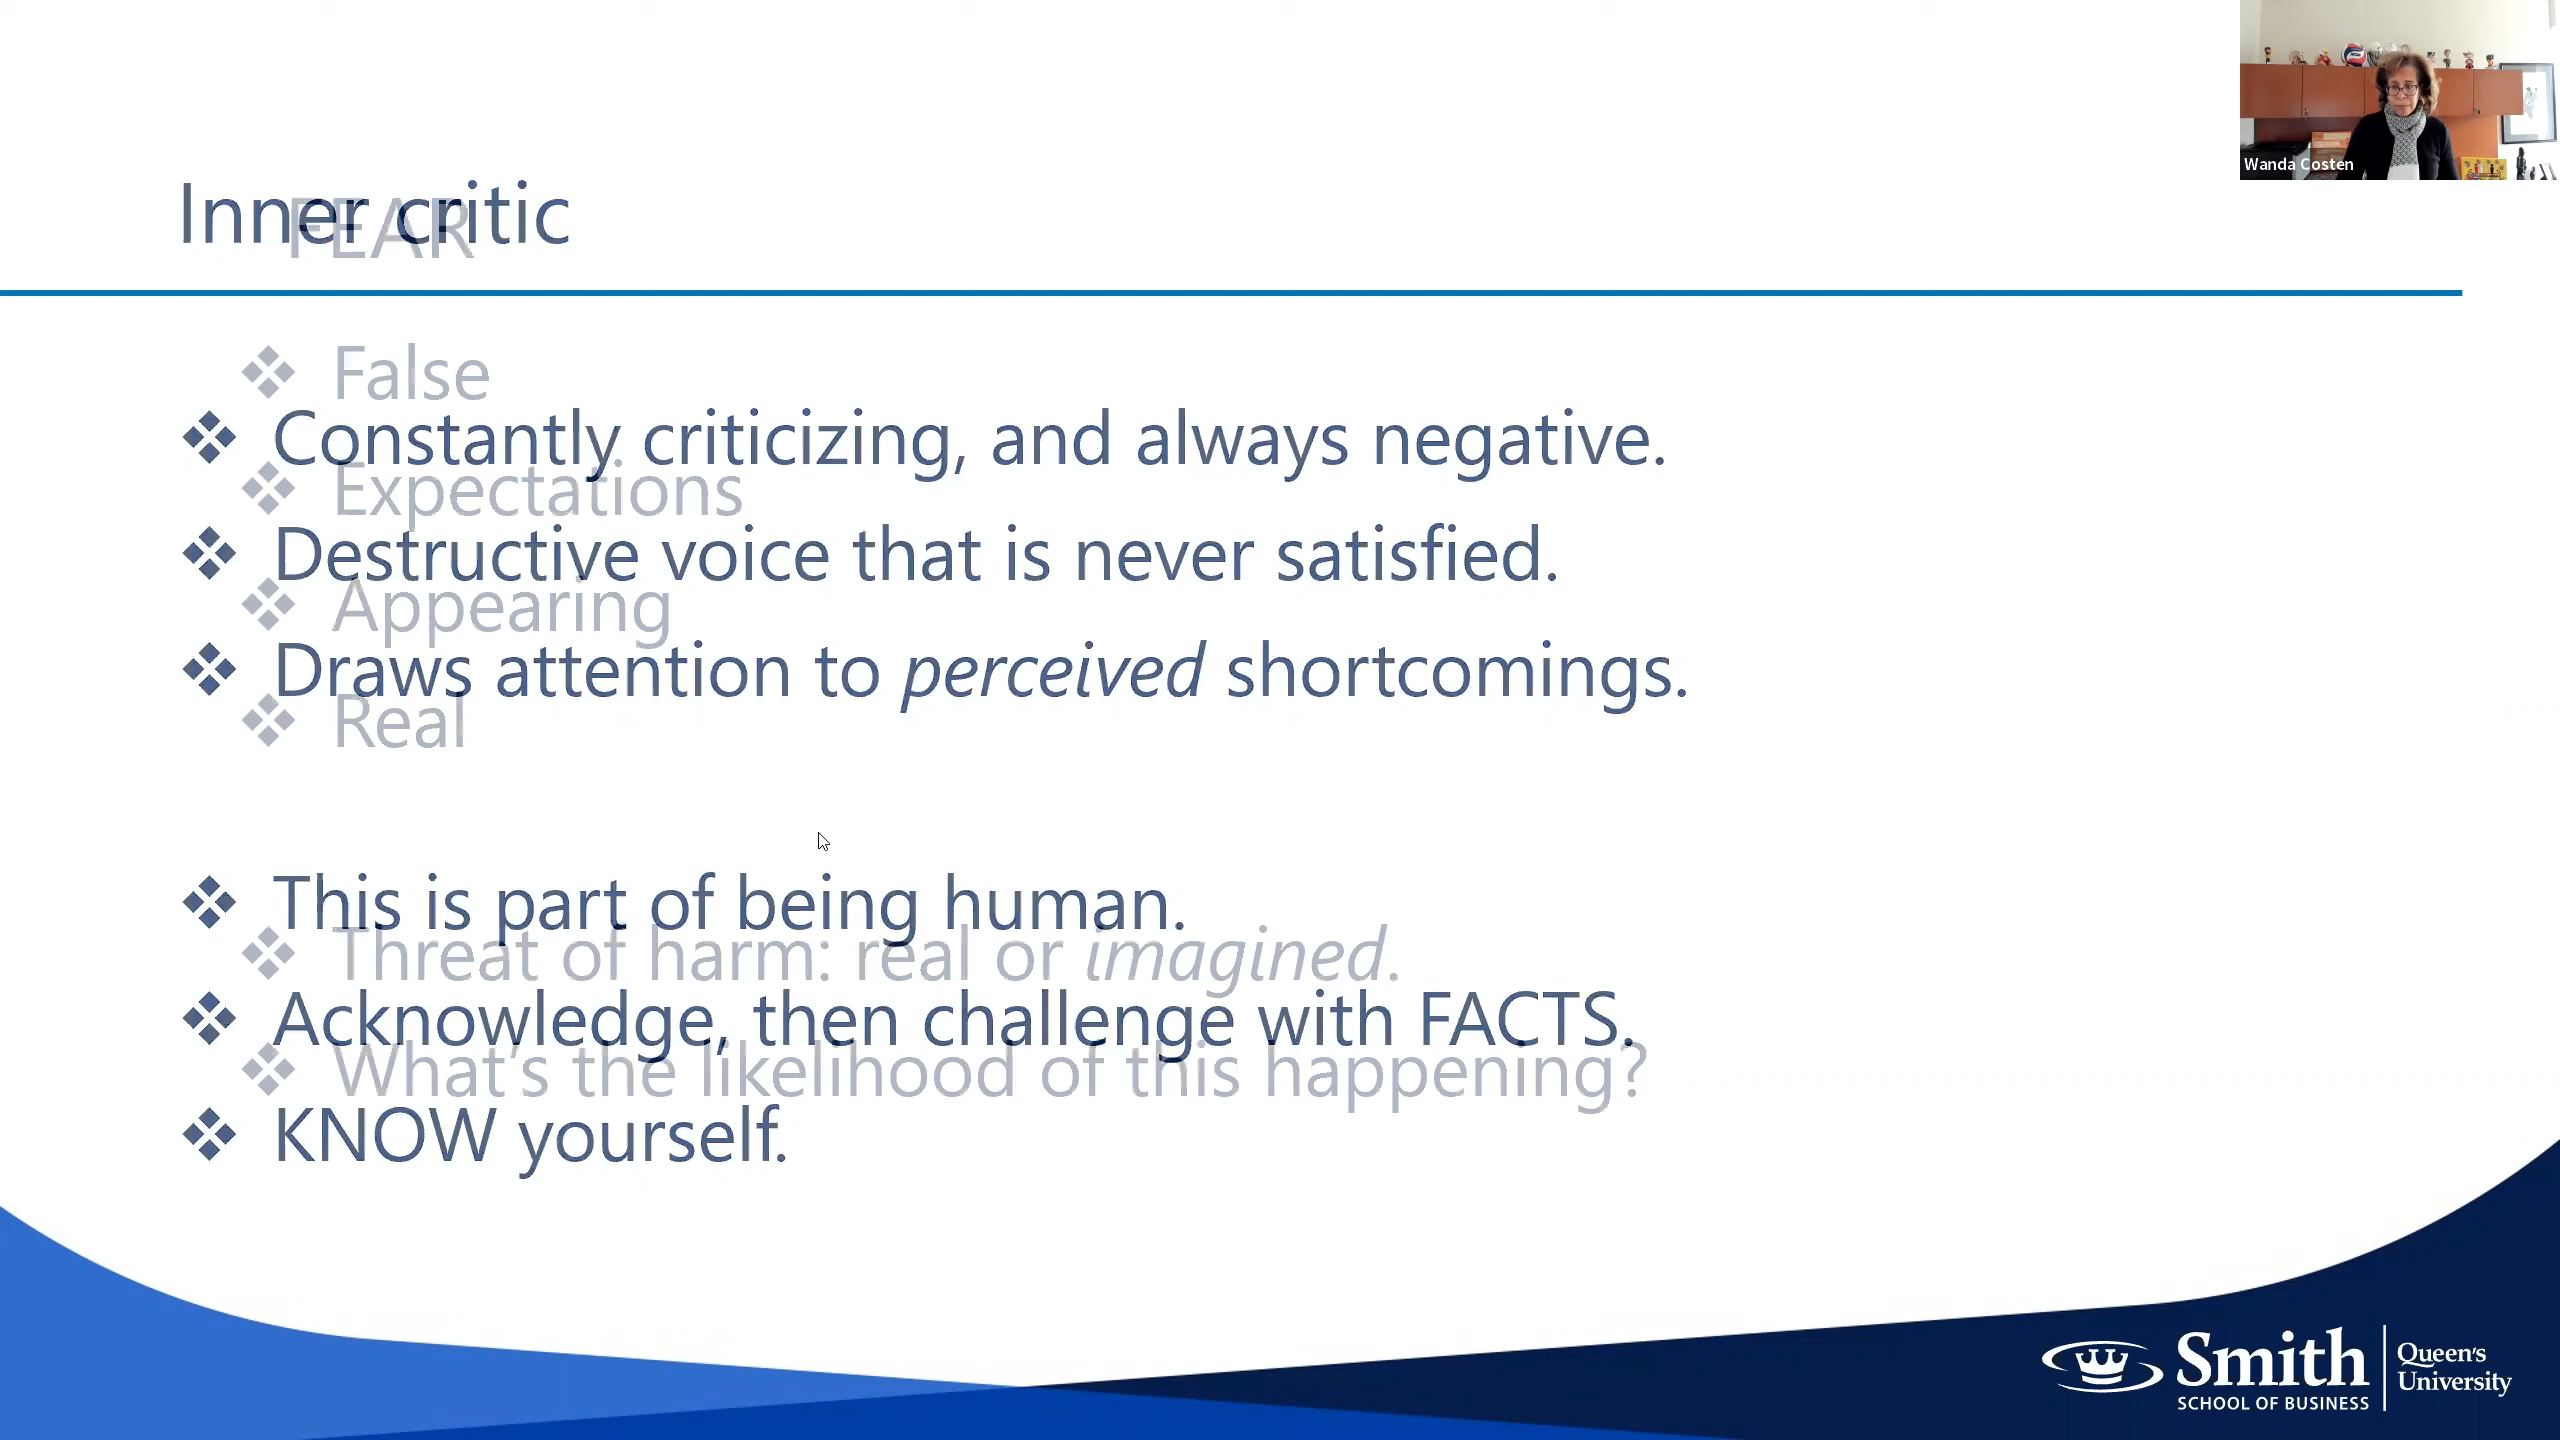 Wanda Costen
Inner critic
FEAR
❖ False
❖ Constantly criticizing, and always negative.
❖ Expectations
❖ Destructive voice that is never satisfied.
❖ Appearing
❖ Draws attention to perceived shortcomings.
❖ Real
❖ This is part of being human.
❖ Threat of harm: real or imagined.
❖ Acknowledge, then challenge with FACTS.
❖ What's the likelihood of this happening?
❖ KNOW yourself.
Smith
SCHOOL OF BUSINESS
Queen's
University